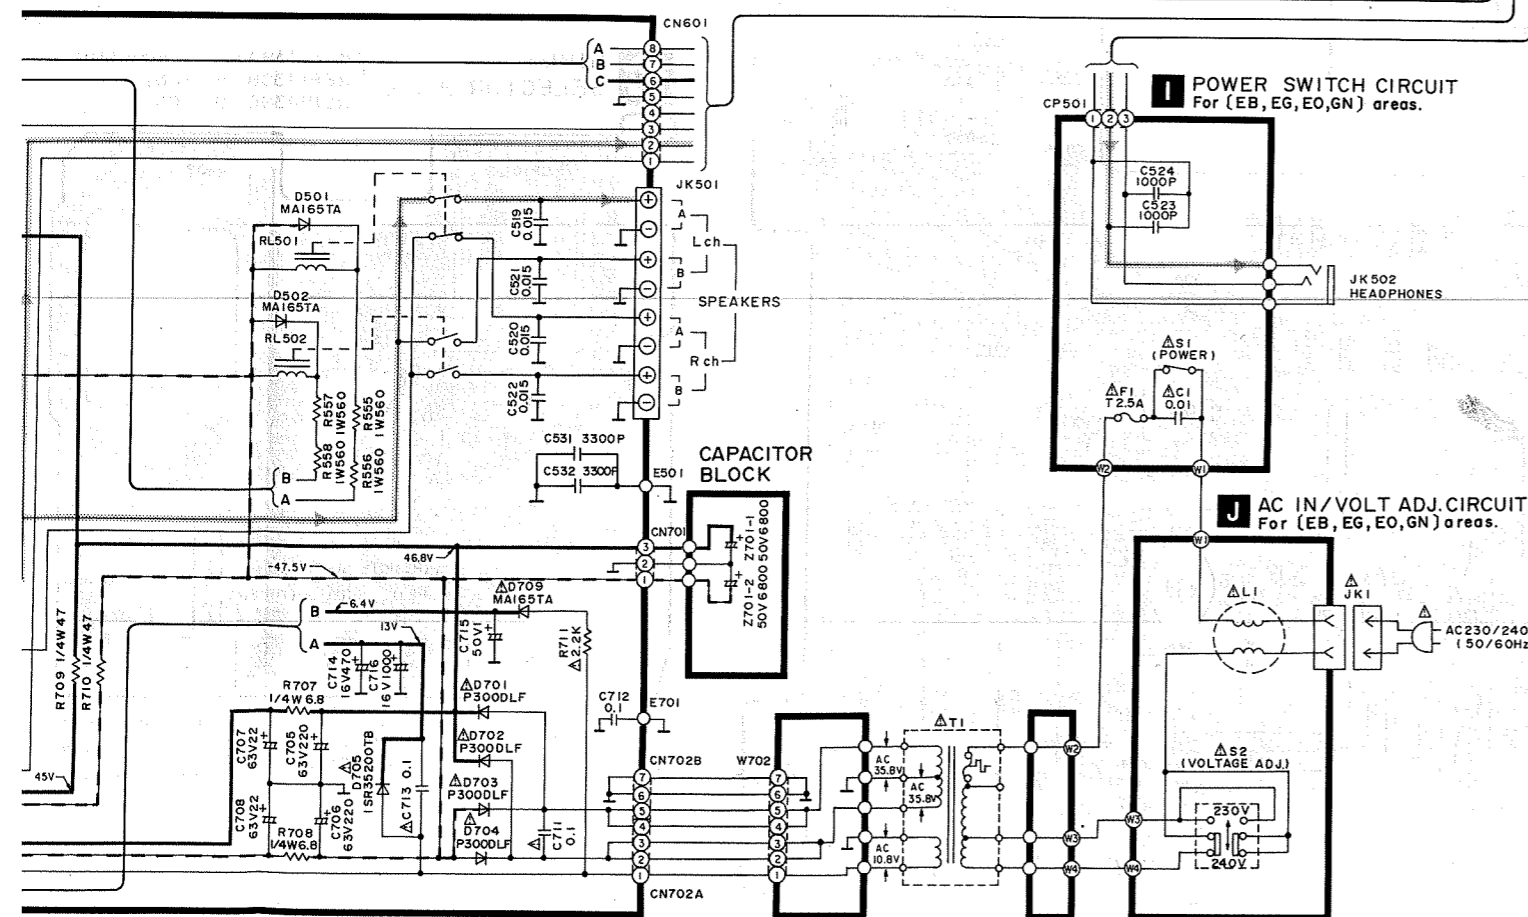 CN601
A
B
C
8
7
6
5
4
3
2
1
I POWER SWITCH CIRCUIT
For (EB, EG, EO, GN) areas.
CP501
1 2 3
C524
1000P
C523
1000P
JK502
HEADPHONES
S1
(POWER)
F1
T2.5A
C1
0.01
W2
W1
D501
MA165TA
RL501
D502
MA165TA
RL502
R557
1W560
R558
1W560
R555
1W560
R556
1W560
B
A
C519
0.015
C521
0.015
C520
0.015
C522
0.015
JK501
+
−
+
−
+
−
+
−
A
B
L ch
A
B
R ch
SPEAKERS
C531 3300P
C532 3300P
E501
CAPACITOR
BLOCK
Z701-1
50V6800
Z701-2
50V6800
CN701
3
2
1
46.8V
-47.5V
J AC IN/VOLT ADJ. CIRCUIT
For (EB, EG, EO, GN) areas.
W1
L1
JK1
AC230/240
(50/60Hz
S2
(VOLTAGE ADJ.)
230V
240V
W3
W4
R709 1/4W47
R710 1/4W47
B
6.4V
A
13V
D709
MA165TA
C715
50V1
R711
2.2K
C714
16V470
C716
16V1000
R707
1/4W6.8
C707
63V22
C705
63V220
C708
63V22
C706
63V220
R708
1/4W6.8
45V
D705
1SR35200TB
C713 0.1
D701
P300DLF
D702
P300DLF
D703
P300DLF
D704
P300DLF
C711
0.1
C712
0.1
E701
CN702B
7
6
5
4
3
2
1
CN702A
W702
7
6
5
4
3
2
1
AC
35.8V
AC
35.8V
AC
10.8V
T1
W2
W3
W4